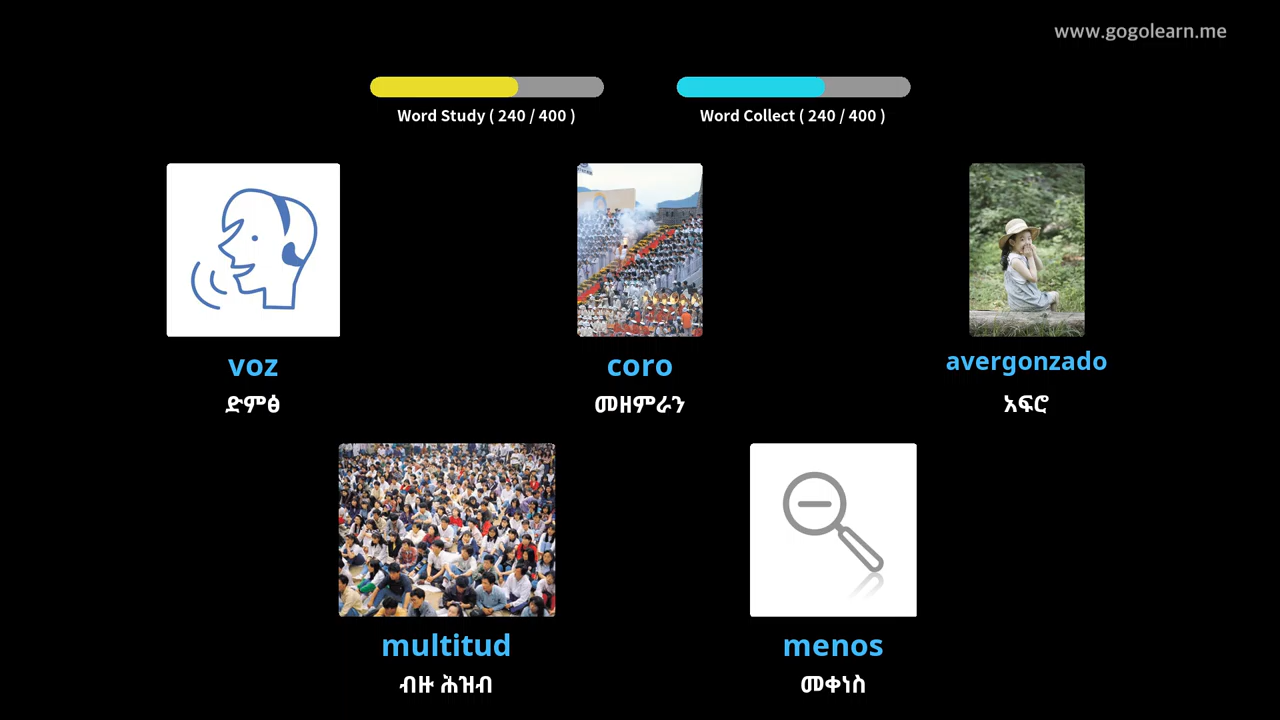 www.gogolearn.me
Word Study ( 240 / 400 )
Word Collect ( 240 / 400 )
voz
coro
avergonzado
ድምፅ
መዘምራን
አፍሮ
multitud
menos
ብዙ ሕዝብ
መቀነስ